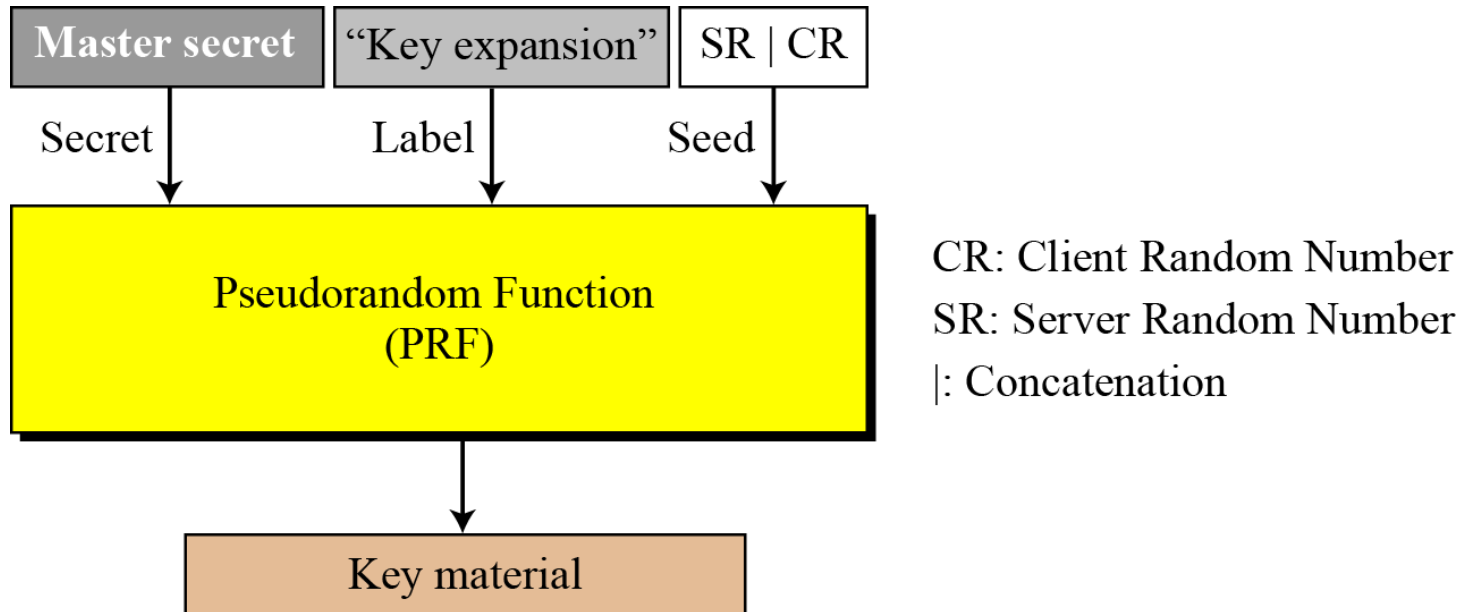 Master secret
“Key expansion”
SR | CR
Secret
Label
Seed
Pseudorandom Function
(PRF)
CR: Client Random Number
SR: Server Random Number
|: Concatenation
Key material